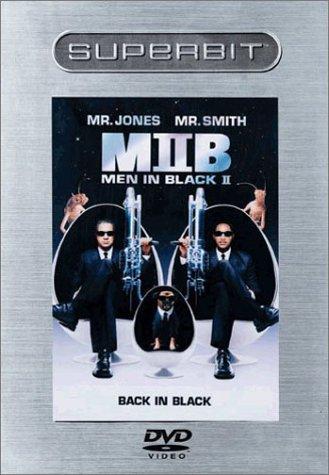 SUPERBIT
MR. JONES MR. SMITH
MIIB
MEN IN BLACK II
BACK IN BLACK
DVD
VIDEO